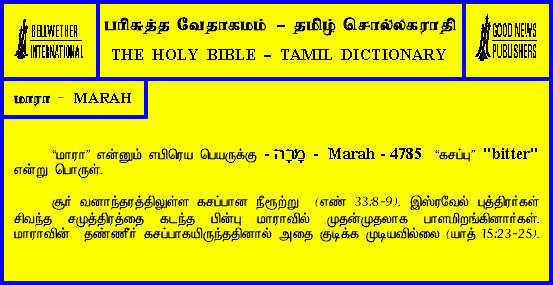 BELLWETHER
INTERNATIONAL
பரிசுத்த வேதாகமம் - தமிழ் சொல்லகராதி
THE HOLY BIBLE - TAMIL DICTIONARY
GOOD NEWS
PUBLISHERS
மாரா - MARAH
“மாரா” என்னும் எபிரெய பெயருக்கு - מָרָה - Marah - 4785 “கசப்பு” "bitter"
என்று பொருள்.
சூர் வனாந்தரத்திலுள்ள கசப்பான நீரூற்று (எண் 33:8-9). இஸ்ரவேல் புத்திரர்கள்
சிவந்த சமுத்திரத்தை கடந்த பின்பு மாராவில் முதன்முதலாக பாளமிறங்கினார்கள்.
மாராவின் தண்ணீர் கசப்பாகயிருந்ததினால் அதை குடிக்க முடியவில்லை (யாத் 15:23-25).